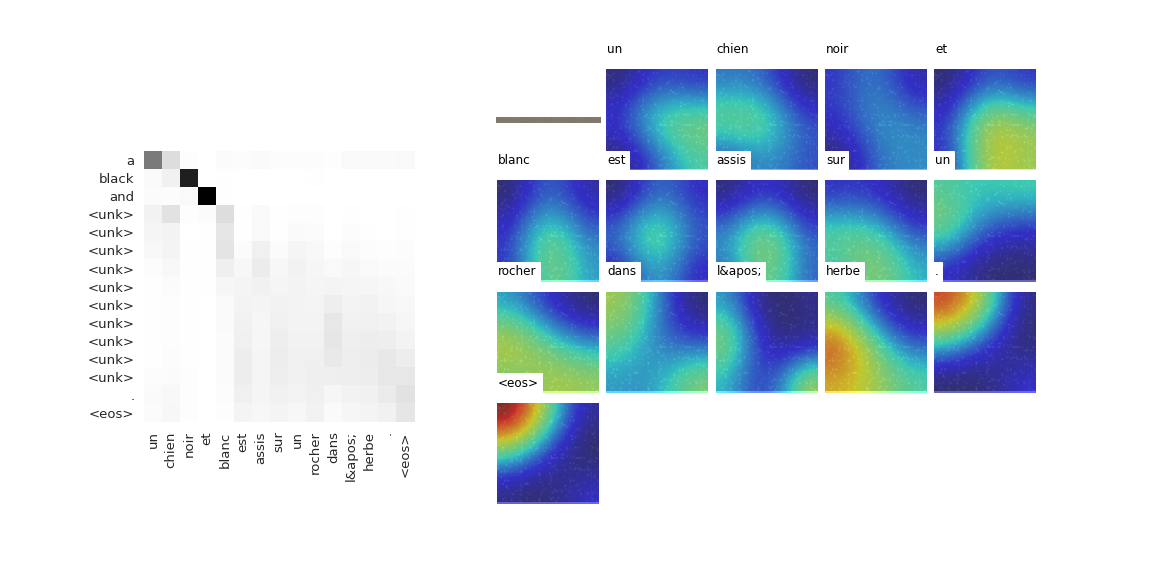 un chien noir et
blanc est assis sur un
rocher dans l&apos; herbe .
<eos>
a
black
and
<unk>
<unk>
<unk>
<unk>
<unk>
<unk>
<unk>
<unk>
<unk>
<unk>
.
<eos>
un chien noir et blanc est assis sur un rocher dans l&apos; herbe . <eos>